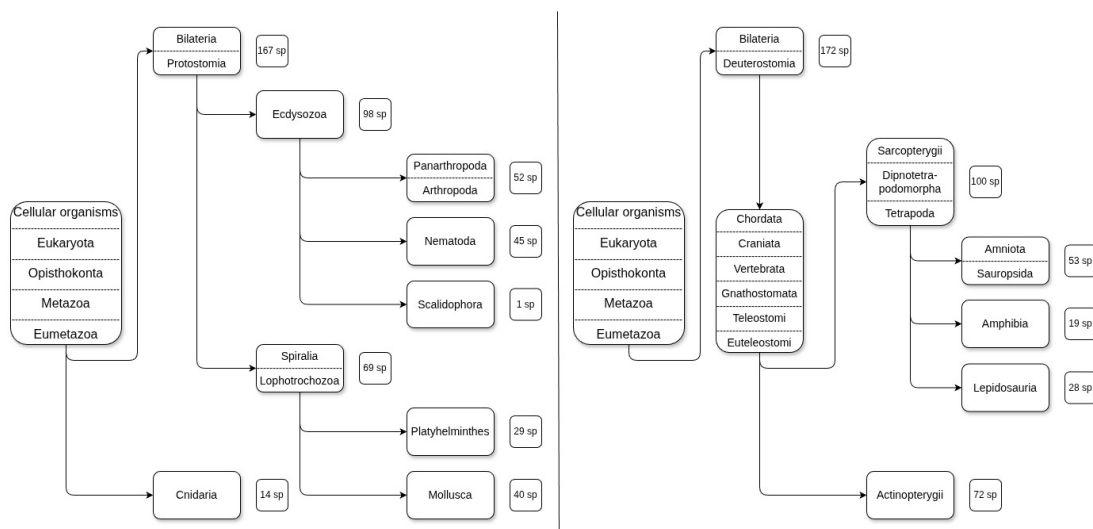 Bilateria
Protostomia
167 sp
Ecdysozoa
98 sp
Panarthropoda
Arthropoda
52 sp
Cellular organisms
Eukaryota
Opisthokonta
Metazoa
Eumetazoa
Nematoda
45 sp
Scalidophora
1 sp
Spiralia
Lophotrochozoa
69 sp
Platyhelminthes
29 sp
Cnidaria
14 sp
Mollusca
40 sp
Bilateria
Deuterostomia
172 sp
Sarcopterygii
Dipnotetra-
podomorpha
Tetrapoda
100 sp
Cellular organisms
Eukaryota
Opisthokonta
Metazoa
Eumetazoa
Chordata
Craniata
Vertebrata
Gnathostomata
Teleostomi
Euteleostomi
Amniota
Sauropsida
53 sp
Amphibia
19 sp
Lepidosauria
28 sp
Actinopterygii
72 sp